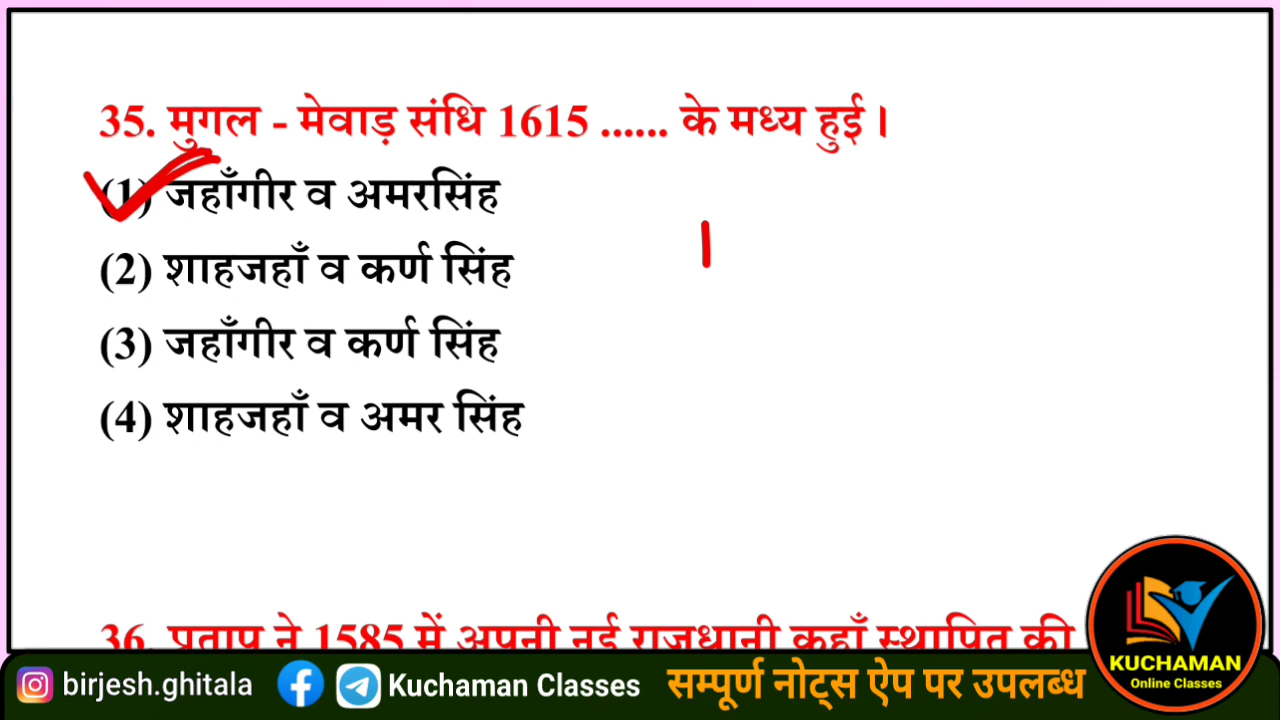 35. मुगल - मेवाड़ संधि 1615 ...... के मध्य हुई।
(1) जहाँगीर व अमरसिंह
(2) शाहजहाँ व कर्ण सिंह
(3) जहाँगीर व कर्ण सिंह
(4) शाहजहाँ व अमर सिंह
36. प्रताप ने 1585 में अपनी नई राजधानी कहाँ स्थापित की
birjesh.ghitala
Kuchaman Classes
सम्पूर्ण नोट्स ऐप पर उपलब्ध
KUCHAMAN
Online Classes